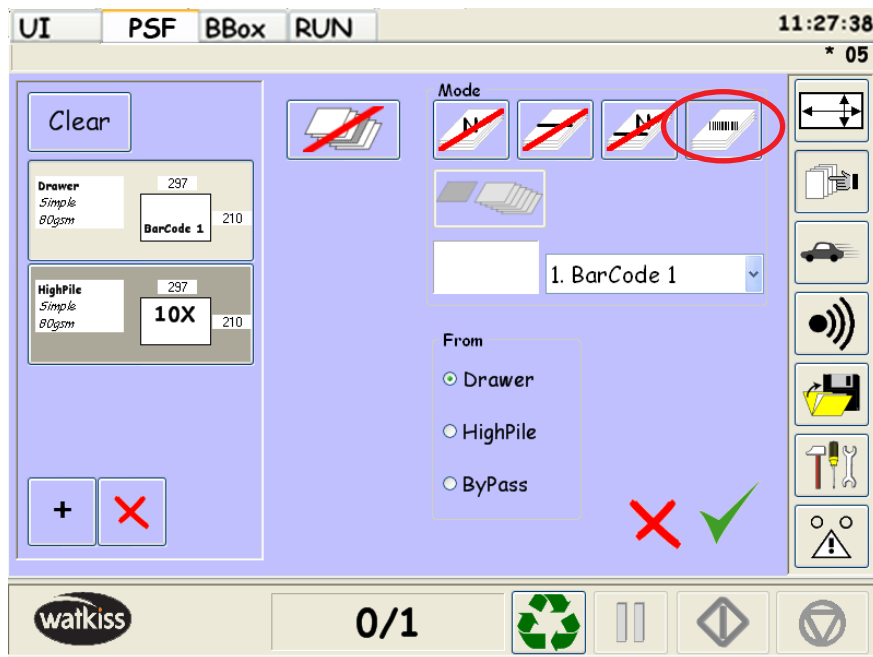 UI PSF BBox RUN 11:27:38
* 05
Clear
Drawer
Simple
80gsm
297
BarCode 1
210
HighPile
Simple
80gsm
297
10X
210
+
Mode
N
N
1. BarCode 1
From
Drawer
HighPile
ByPass
watkiss
0/1